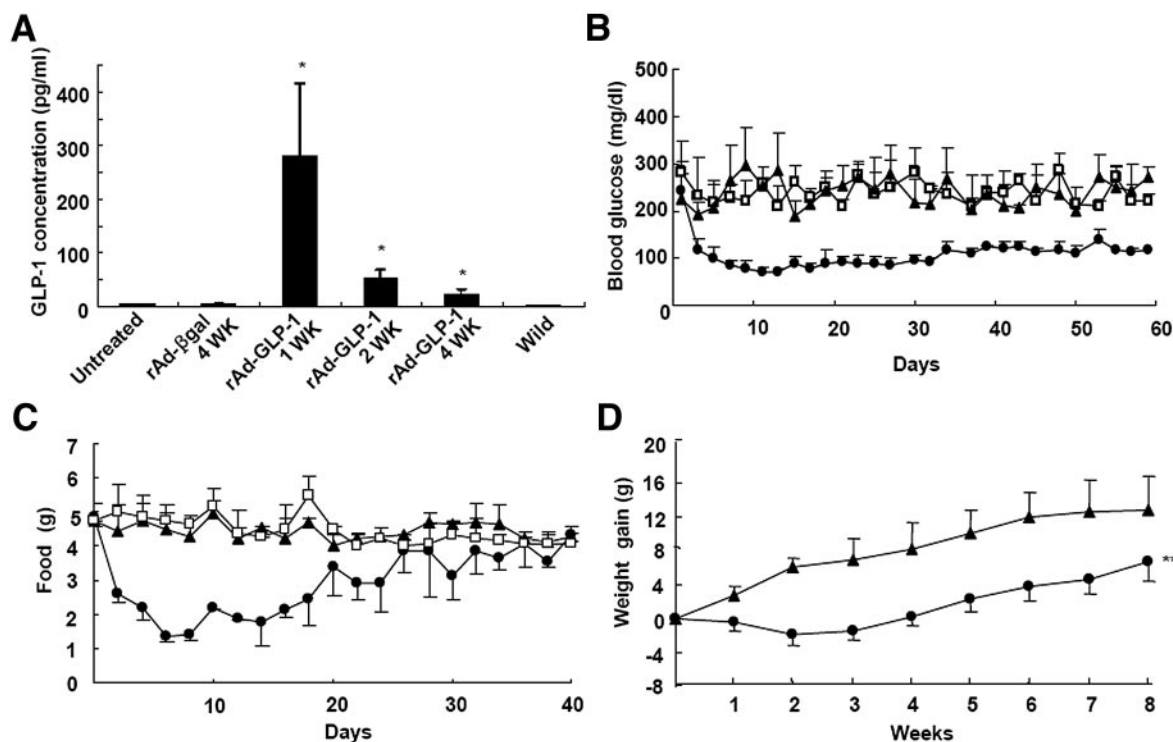 A
GLP-1 concentration (pg/ml)
400
300
200
100
0
*
*
*
Untreated
rAd-βgal
4 WK
rAd-GLP-1
1 WK
rAd-GLP-1
2 WK
rAd-GLP-1
4 WK
Wild
B
Blood glucose (mg/dl)
500
400
300
200
100
0
10 20 30 40 50 60
Days
C
Food (g)
7
6
5
4
3
2
1
0
10 20 30 40
Days
D
Weight gain (g)
20
16
12
8
4
0
-4
-8
**
1 2 3 4 5 6 7 8
Weeks